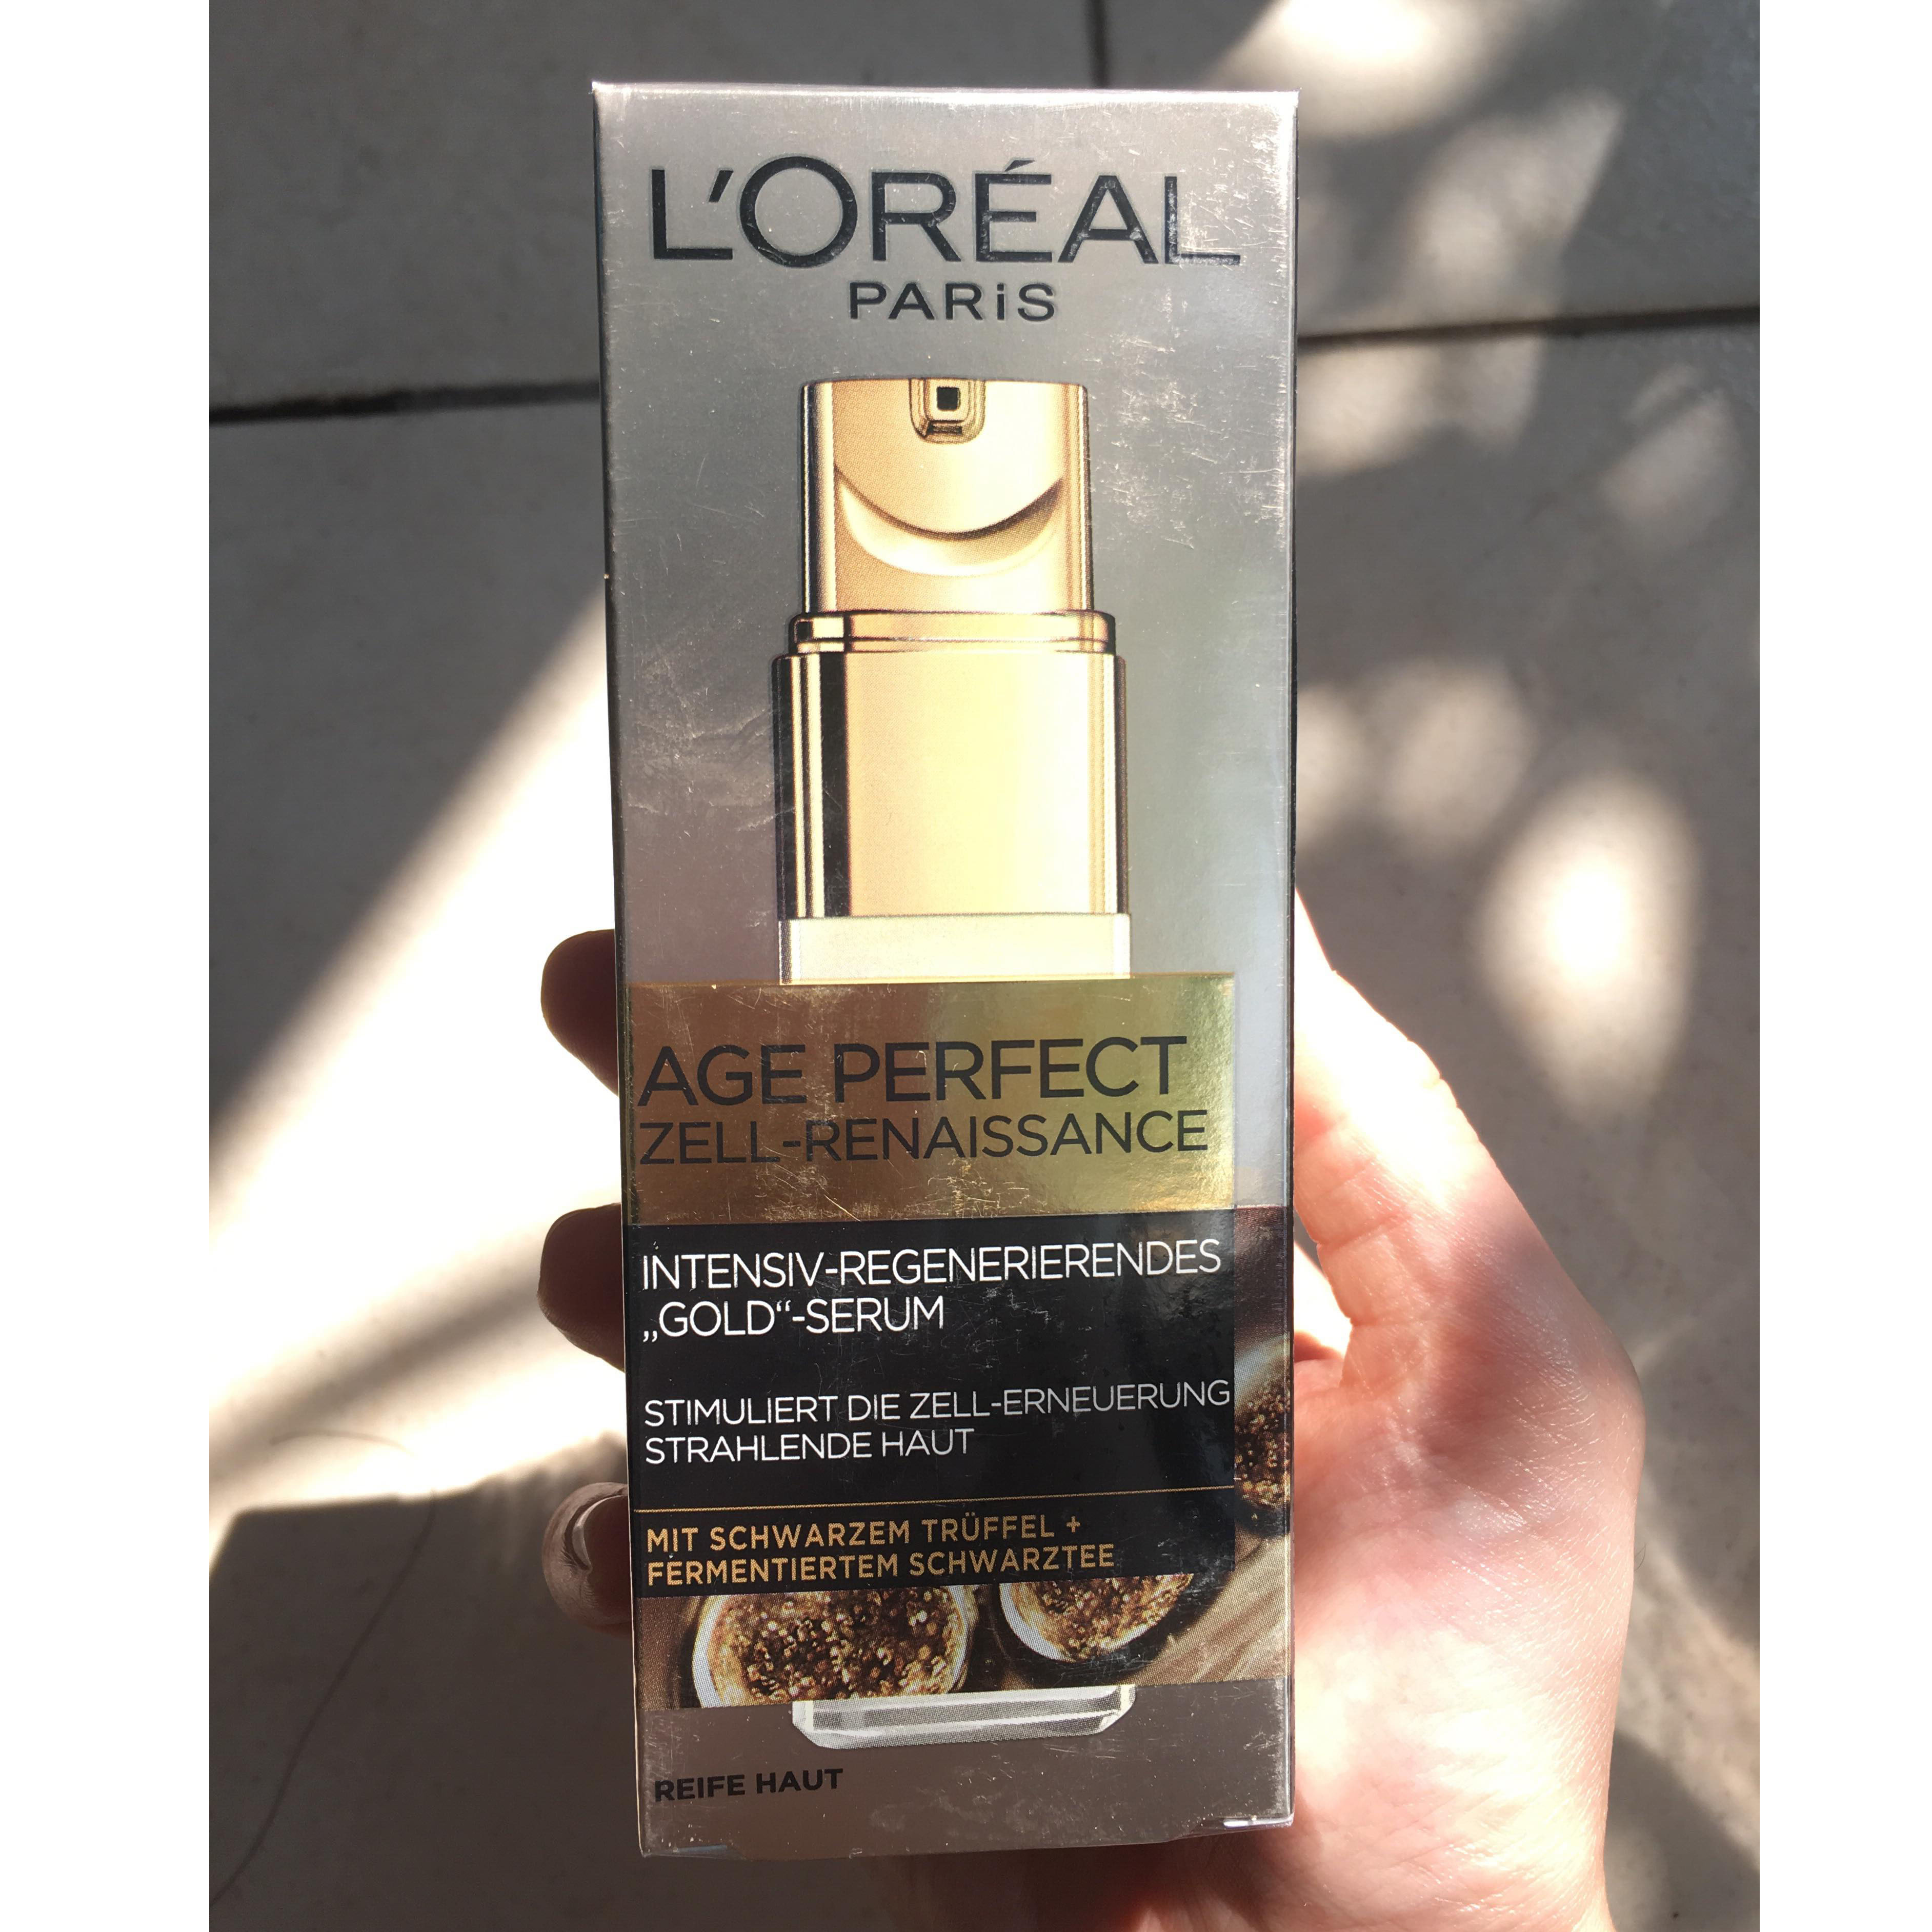 L'ORÉAL
PARiS
AGE PERFECT
ZELL-RENAISSANCE
INTENSIV-REGENERIERENDES
„GOLD“-SERUM
STIMULIERT DIE ZELL-ERNEUERUNG
STRAHLENDE HAUT
MIT SCHWARZEM TRÜFFEL +
FERMENTIERTEM SCHWARZTEE
REIFE HAUT